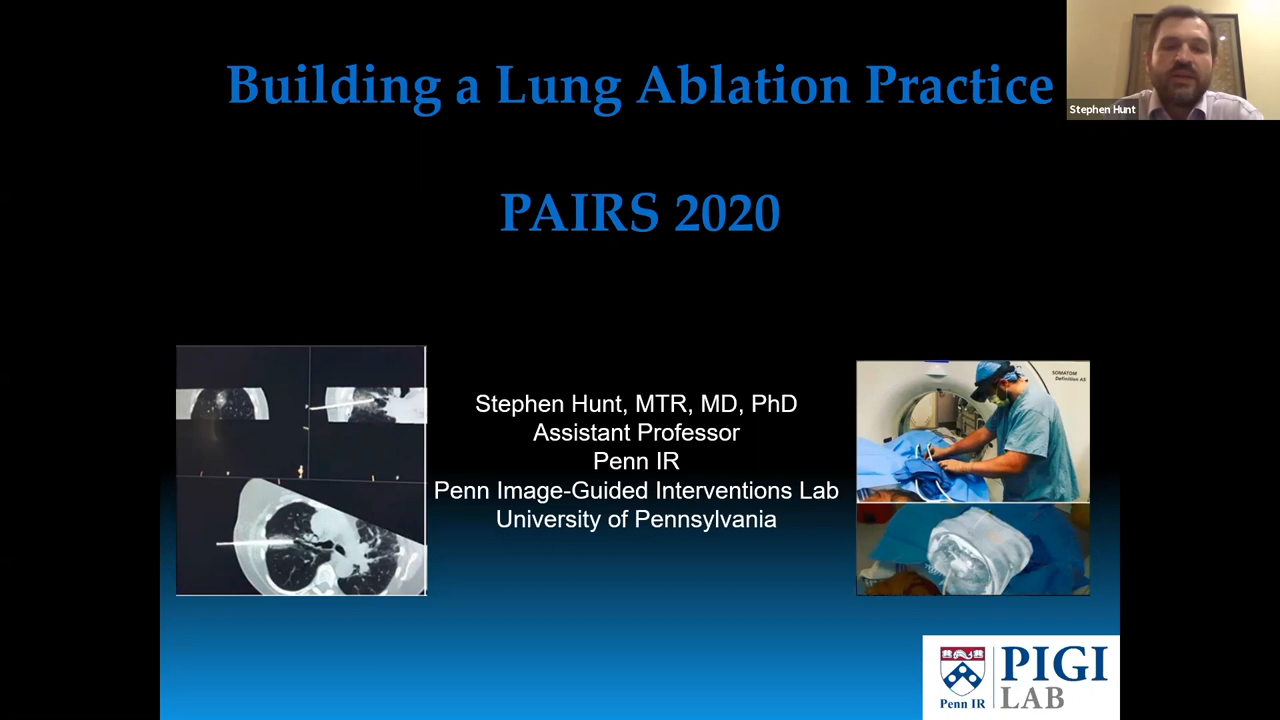 Building a Lung Ablation Practice
Stephen Hunt
PAIRS 2020
SOMATOM
Definition AS
Stephen Hunt, MTR, MD, PhD
Assistant Professor
Penn IR
Penn Image-Guided Interventions Lab
University of Pennsylvania
PIGI
LAB
Penn IR